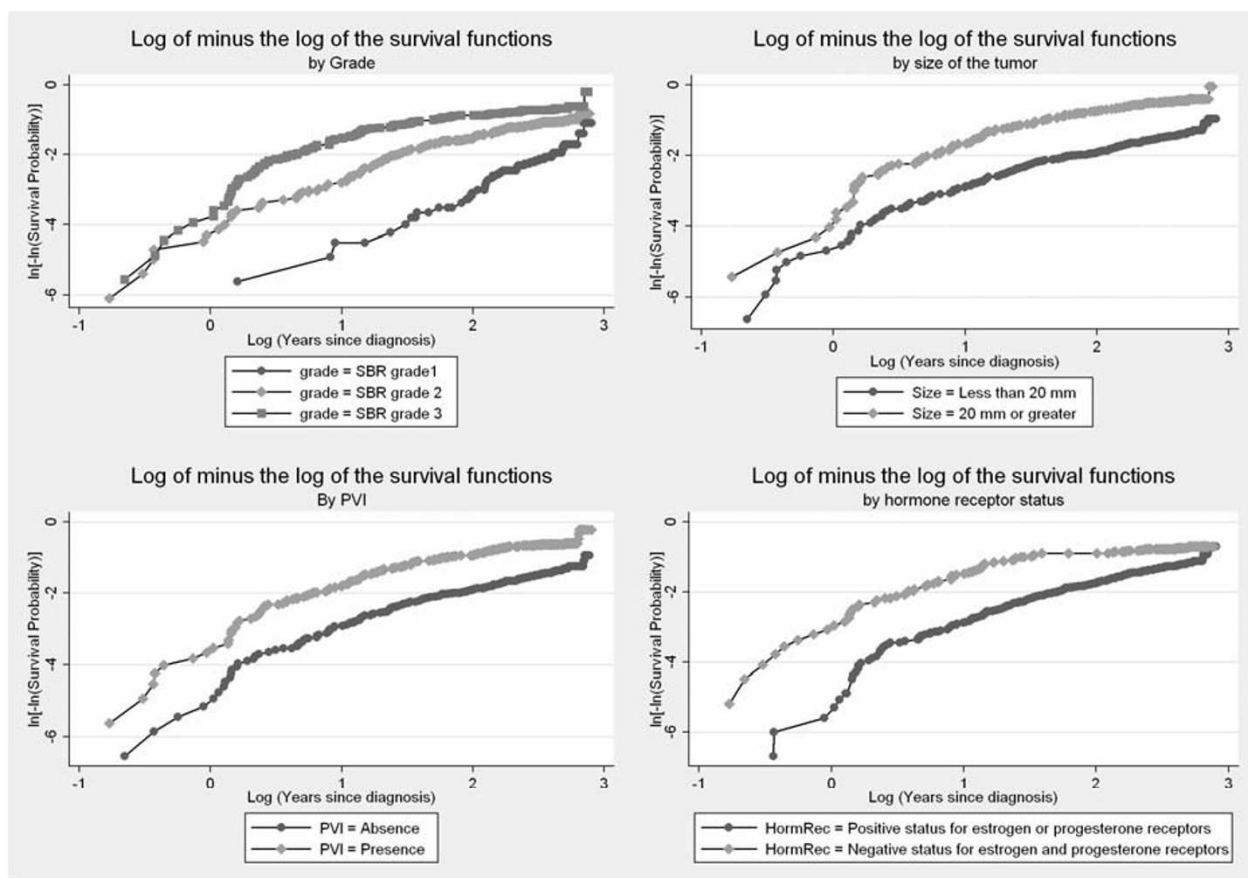 Log of minus the log of the survival functions
by Grade
ln[-ln(Survival Probability)]
0
-2
-4
-6
-1 0 1 2 3
Log (Years since diagnosis)
grade = SBR grade1
grade = SBR grade 2
grade = SBR grade 3
Log of minus the log of the survival functions
by size of the tumor
ln[-ln(Survival Probability)]
0
-2
-4
-6
-1 0 1 2 3
Log (Years since diagnosis)
Size = Less than 20 mm
Size = 20 mm or greater
Log of minus the log of the survival functions
By PVI
ln[-ln(Survival Probability)]
0
-2
-4
-6
-1 0 1 2 3
Log (Years since diagnosis)
PVI = Absence
PVI = Presence
Log of minus the log of the survival functions
by hormone receptor status
ln[-ln(Survival Probability)]
0
-2
-4
-6
-1 0 1 2 3
Log (Years since diagnosis)
HormRec = Positive status for estrogen or progesterone receptors
HormRec = Negative status for estrogen and progesterone receptors